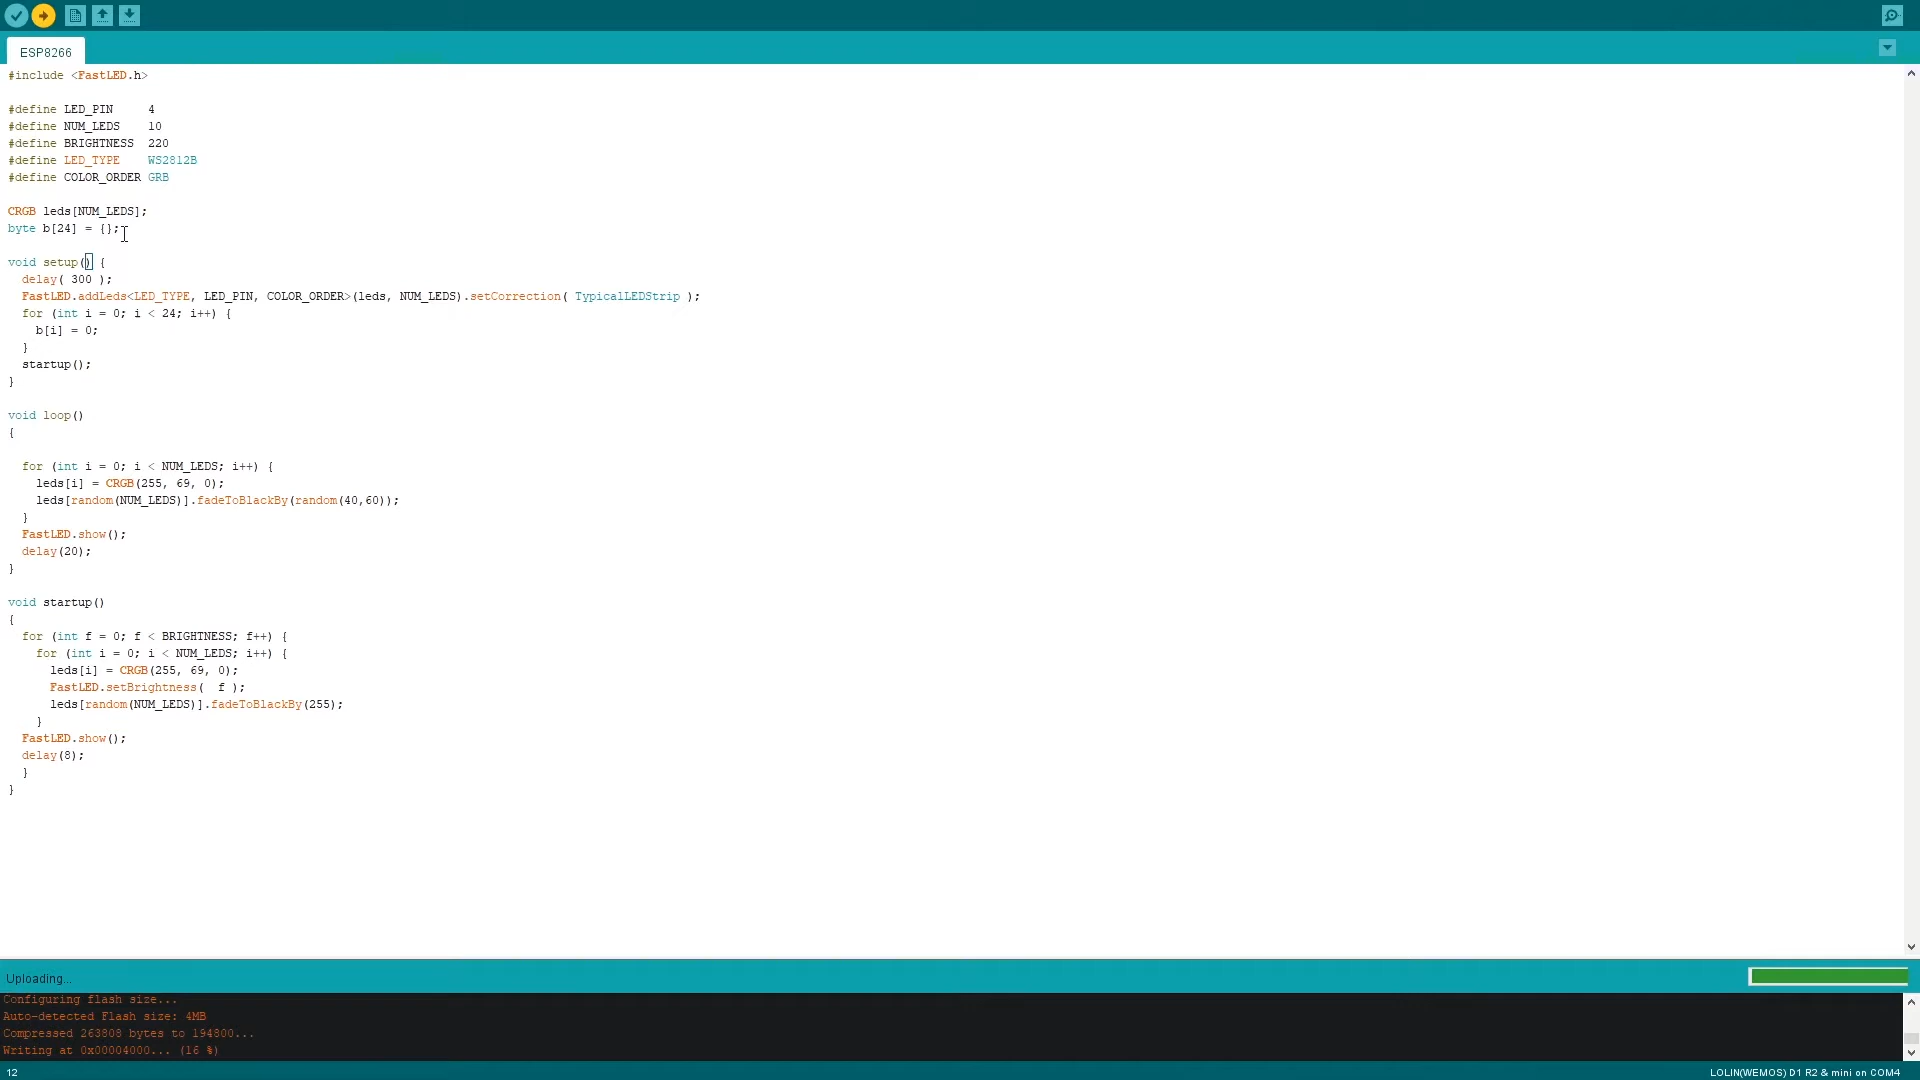 ESP8266
#include <FastLED.h>
#define LED_PIN     4
#define NUM_LEDS    10
#define BRIGHTNESS  220
#define LED_TYPE    WS2812B
#define COLOR_ORDER GRB
CRGB leds[NUM_LEDS];
byte b[24] = {};
void setup() {
  delay( 300 );
  FastLED.addLeds<LED_TYPE, LED_PIN, COLOR_ORDER>(leds, NUM_LEDS).setCorrection( TypicalLEDStrip );
  for (int i = 0; i < 24; i++) {
    b[i] = 0;
  }
  startup();
}
void loop()
{
  for (int i = 0; i < NUM_LEDS; i++) {
    leds[i] = CRGB(255, 69, 0);
    leds[random(NUM_LEDS)].fadeToBlackBy(random(40,60));
  }
  FastLED.show();
  delay(20);
}
void startup()
{
  for (int f = 0; f < BRIGHTNESS; f++) {
    for (int i = 0; i < NUM_LEDS; i++) {
      leds[i] = CRGB(255, 69, 0);
      FastLED.setBrightness(  f );
      leds[random(NUM_LEDS)].fadeToBlackBy(255);
    }
  FastLED.show();
  delay(8);
  }
}
Uploading...
Configuring flash size...
Auto-detected Flash size: 4MB
Compressed 263808 bytes to 194800...
Writing at 0x00004000... (16 %)
12
LOLIN(WEMOS) D1 R2 & mini on COM4